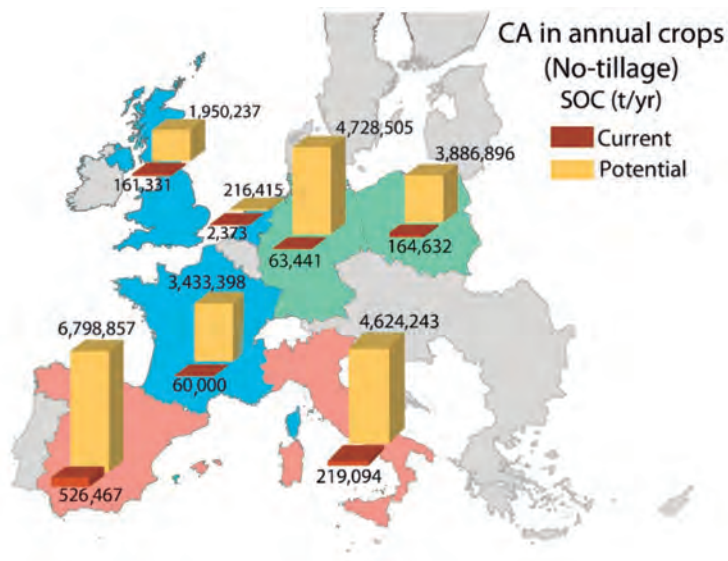 CA in annual crops
(No-tillage)
SOC (t/yr)
Current
Potential
1,950,237
161,331
4,728,505
3,886,896
216,415
2,373
63,441
164,632
3,433,398
60,000
6,798,857
526,467
4,624,243
219,094